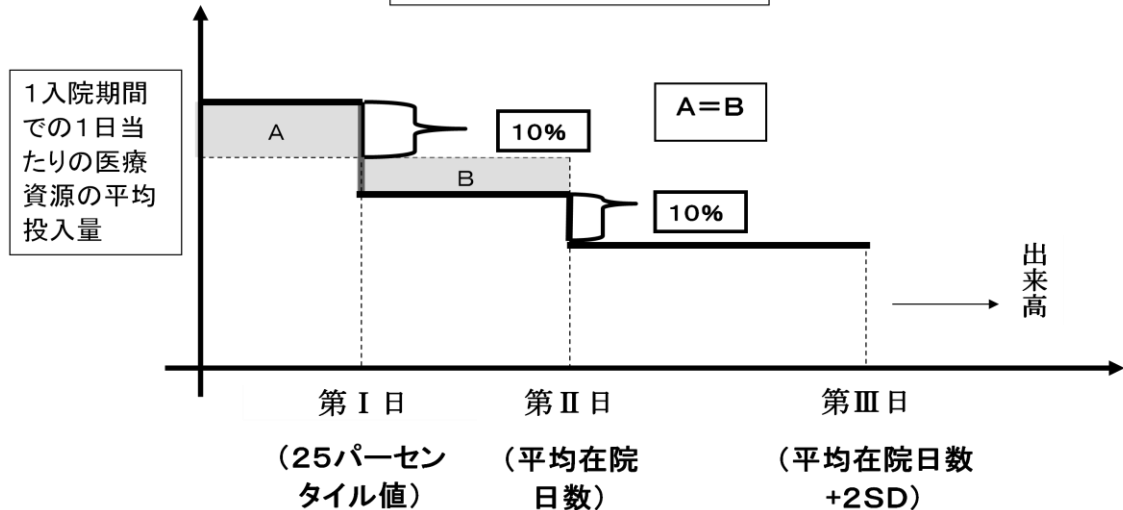 1入院期間
での1日当
たりの医療
資源の平均
投入量
A
10%
A＝B
B
10%
出来高
第Ⅰ日
第Ⅱ日
第Ⅲ日
（25パーセン
タイル値）
（平均在院
日数）
（平均在院日数
+2SD）